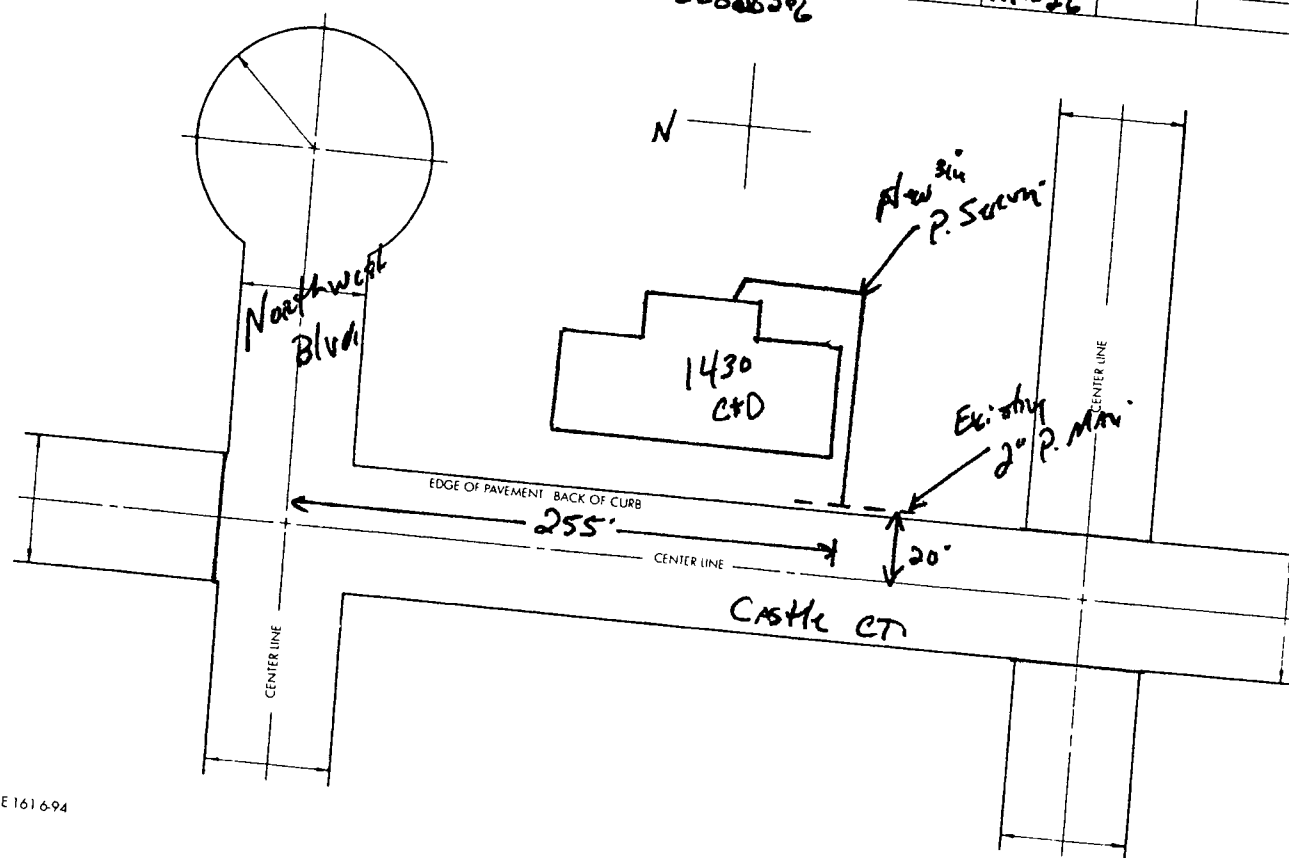 N
New 3/4"
P. Service
Northwest
Blvd.
1430
C+D
CENTER LINE
Existing
2" P. Main
EDGE OF PAVEMENT BACK OF CURB
255'
CENTER LINE
20'
Castle CT.
CENTER LINE
E 161 6-94